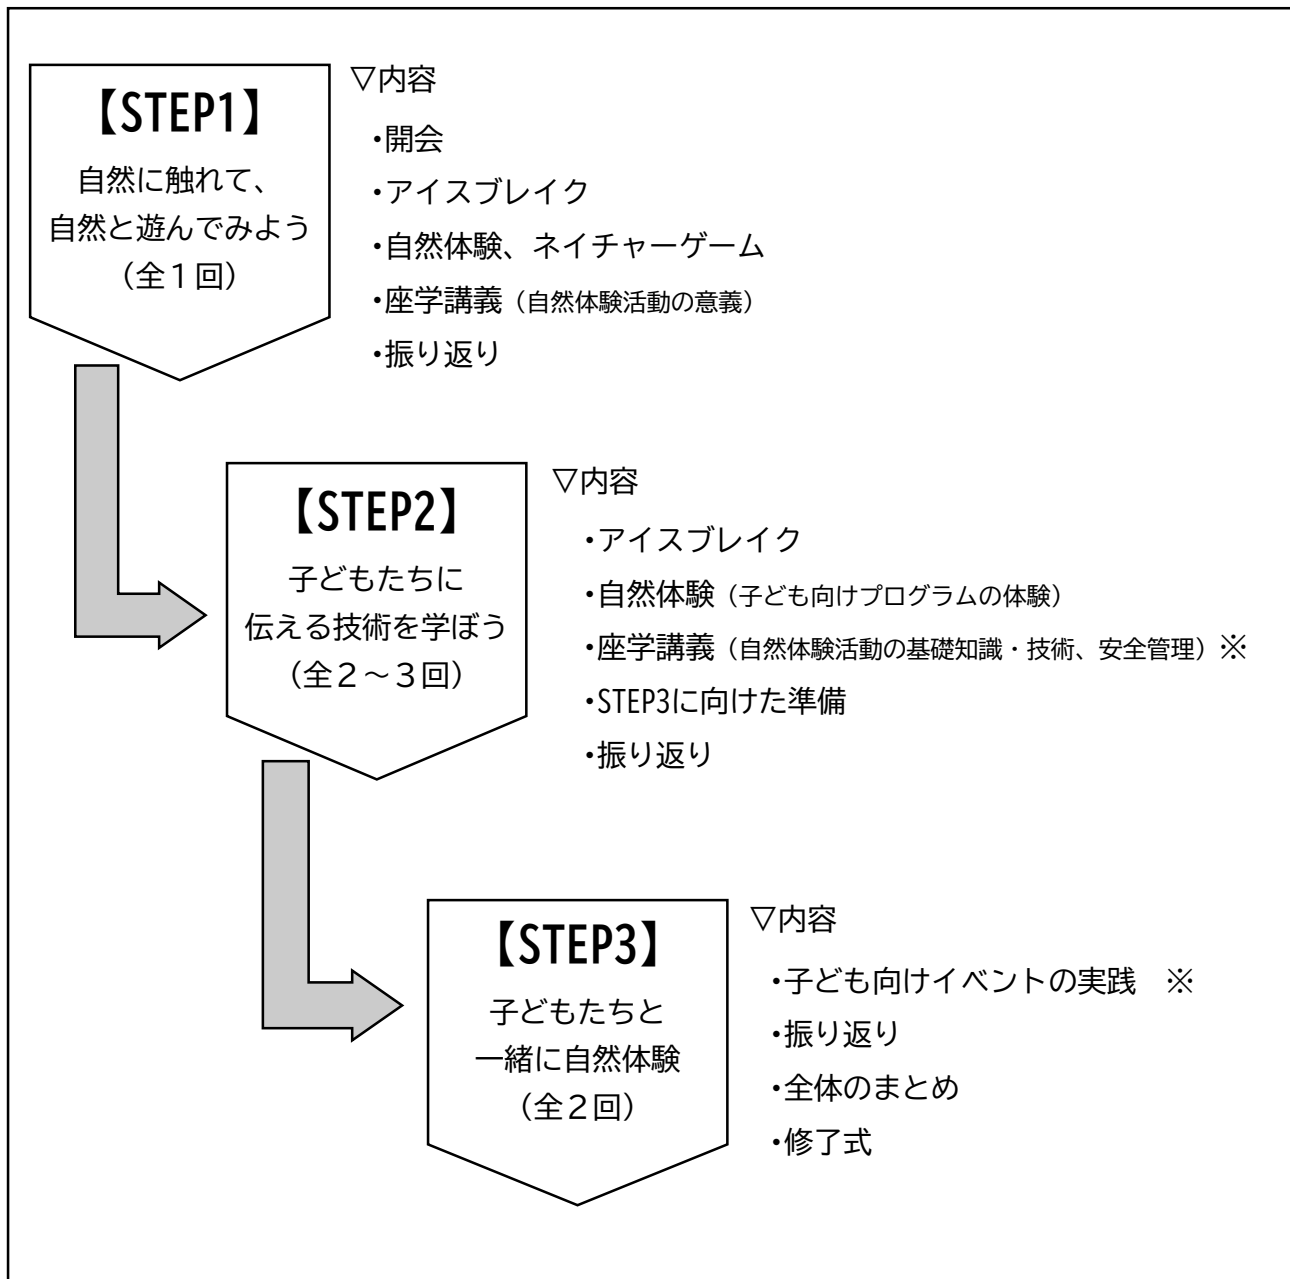 【STEP1】
自然に触れて、
自然と遊んでみよう
（全１回）
▽内容
・開会
・アイスブレイク
・自然体験、ネイチャーゲーム
・座学講義（自然体験活動の意義）
・振り返り
【STEP2】
子どもたちに
伝える技術を学ぼう
（全２～３回）
▽内容
・アイスブレイク
・自然体験（子ども向けプログラムの体験）
・座学講義（自然体験活動の基礎知識・技術、安全管理）※
・STEP3に向けた準備
・振り返り
【STEP3】
子どもたちと
一緒に自然体験
（全２回）
▽内容
・子ども向けイベントの実践　※
・振り返り
・全体のまとめ
・修了式